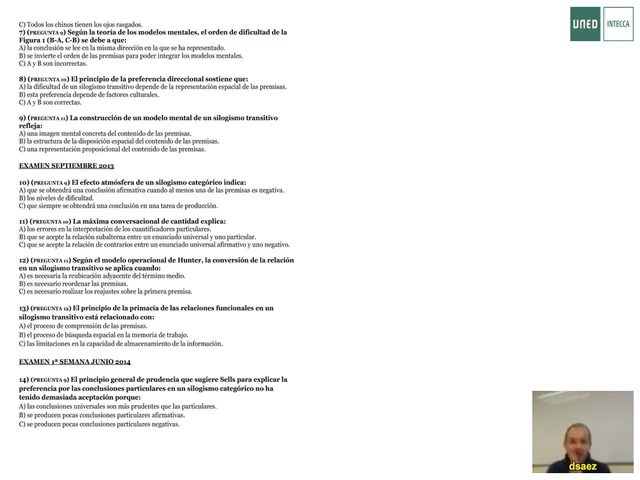 C) Todos los chinos tienen los ojos rasgados.
7) (PREGUNTA 9) Según la teoría de los modelos mentales, el orden de dificultad de la
Figura 1 (B-A, C-B) se debe a que:
A) la conclusión se lee en la misma dirección en la que se ha representado.
B) se invierte el orden de las premisas para poder integrar los modelos mentales.
C) A y B son incorrectas.
8) (PREGUNTA 10) El principio de la preferencia direccional sostiene que:
A) la dificultad de un silogismo transitivo depende de la representación espacial de las premisas.
B) esta preferencia depende de factores culturales.
C) A y B son correctas.
9) (PREGUNTA 11) La construcción de un modelo mental de un silogismo transitivo
refleja:
A) una imagen mental concreta del contenido de las premisas.
B) la estructura de la disposición espacial del contenido de las premisas.
C) una representación proposicional del contenido de las premisas.
EXAMEN SEPTIEMBRE 2013
10) (PREGUNTA 9) El efecto atmósfera de un silogismo categórico indica:
A) que se obtendrá una conclusión afirmativa cuando al menos una de las premisas es negativa.
B) los niveles de dificultad.
C) que siempre se obtendrá una conclusión en una tarea de producción.
11) (PREGUNTA 10) La máxima conversacional de cantidad explica:
A) los errores en la interpretación de los cuantificadores particulares.
B) que se acepte la relación subalterna entre un enunciado universal y uno particular.
C) que se acepte la relación de contrarios entre un enunciado universal afirmativo y uno negativo.
12) (PREGUNTA 11) Según el modelo operacional de Hunter, la conversión de la relación
en un silogismo transitivo se aplica cuando:
A) es necesaria la reubicación adyacente del término medio.
B) es necesario reordenar las premisas.
C) es necesario realizar los reajustes sobre la primera premisa.
13) (PREGUNTA 12) El principio de la primacía de las relaciones funcionales en un
silogismo transitivo está relacionado con:
A) el proceso de comprensión de las premisas.
B) el proceso de búsqueda espacial en la memoria de trabajo.
C) las limitaciones en la capacidad de almacenamiento de la información.
EXAMEN 1ª SEMANA JUNIO 2014
14) (PREGUNTA 9) El principio general de prudencia que sugiere Sells para explicar la
preferencia por las conclusiones particulares en un silogismo categórico no ha
tenido demasiada aceptación porque:
A) las conclusiones universales son más prudentes que las particulares.
B) se producen pocas conclusiones particulares afirmativas.
C) se producen pocas conclusiones particulares negativas.
UNED
INTECCA
dsaez